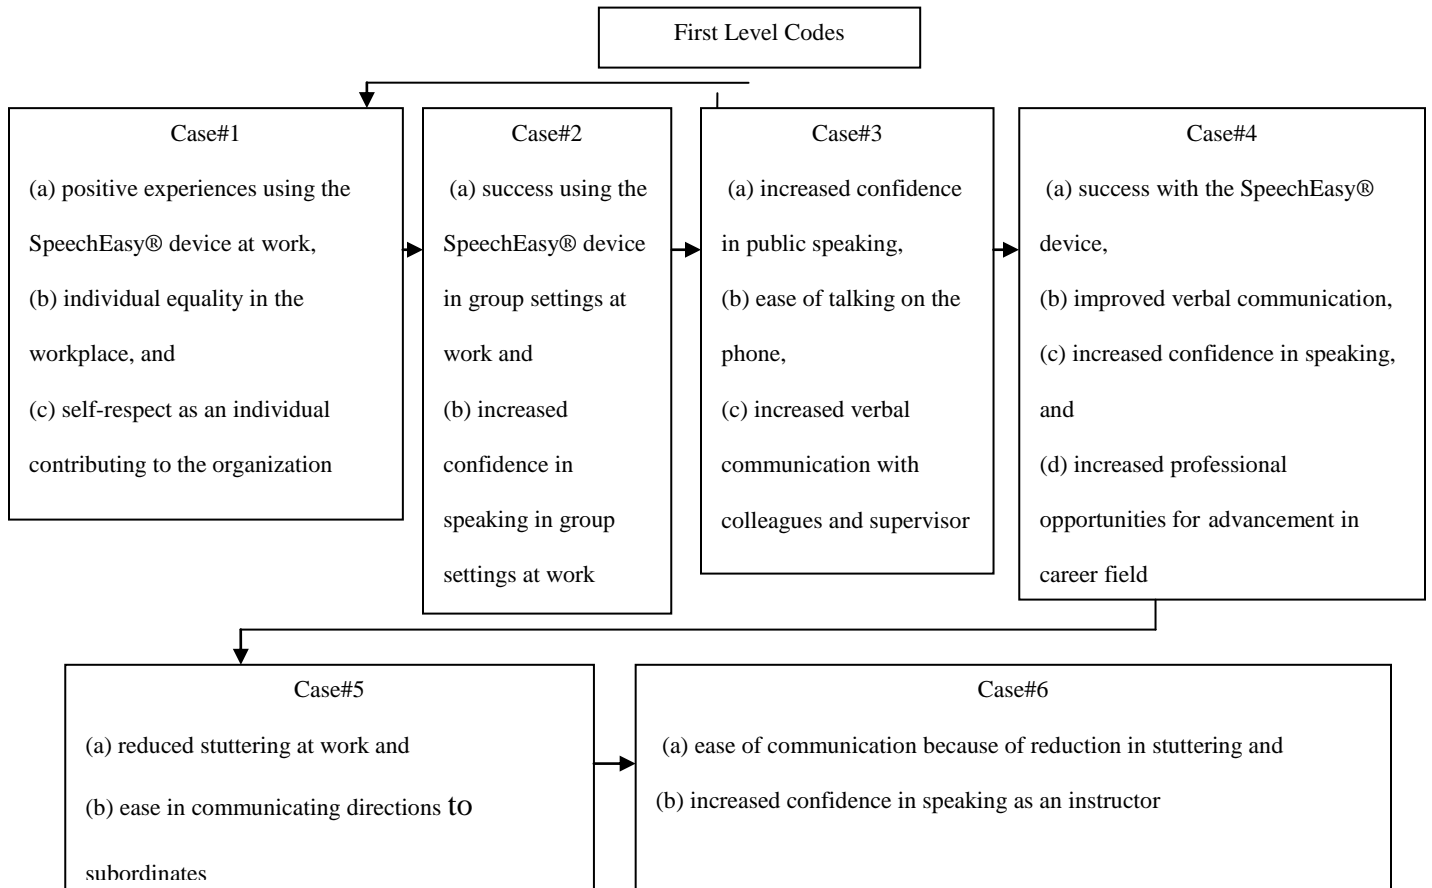 First Level Codes
Case#1
(a) positive experiences using the
SpeechEasy® device at work,
(b) individual equality in the
workplace, and
(c) self-respect as an individual
contributing to the organization
Case#2
(a) success using the
SpeechEasy® device
in group settings at
work and
(b) increased
confidence in
speaking in group
settings at work
Case#3
(a) increased confidence
in public speaking,
(b) ease of talking on the
phone,
(c) increased verbal
communication with
colleagues and supervisor
Case#4
(a) success with the SpeechEasy®
device,
(b) improved verbal communication,
(c) increased confidence in speaking,
and
(d) increased professional
opportunities for advancement in
career field
Case#5
(a) reduced stuttering at work and
(b) ease in communicating directions to
subordinates
Case#6
(a) ease of communication because of reduction in stuttering and
(b) increased confidence in speaking as an instructor